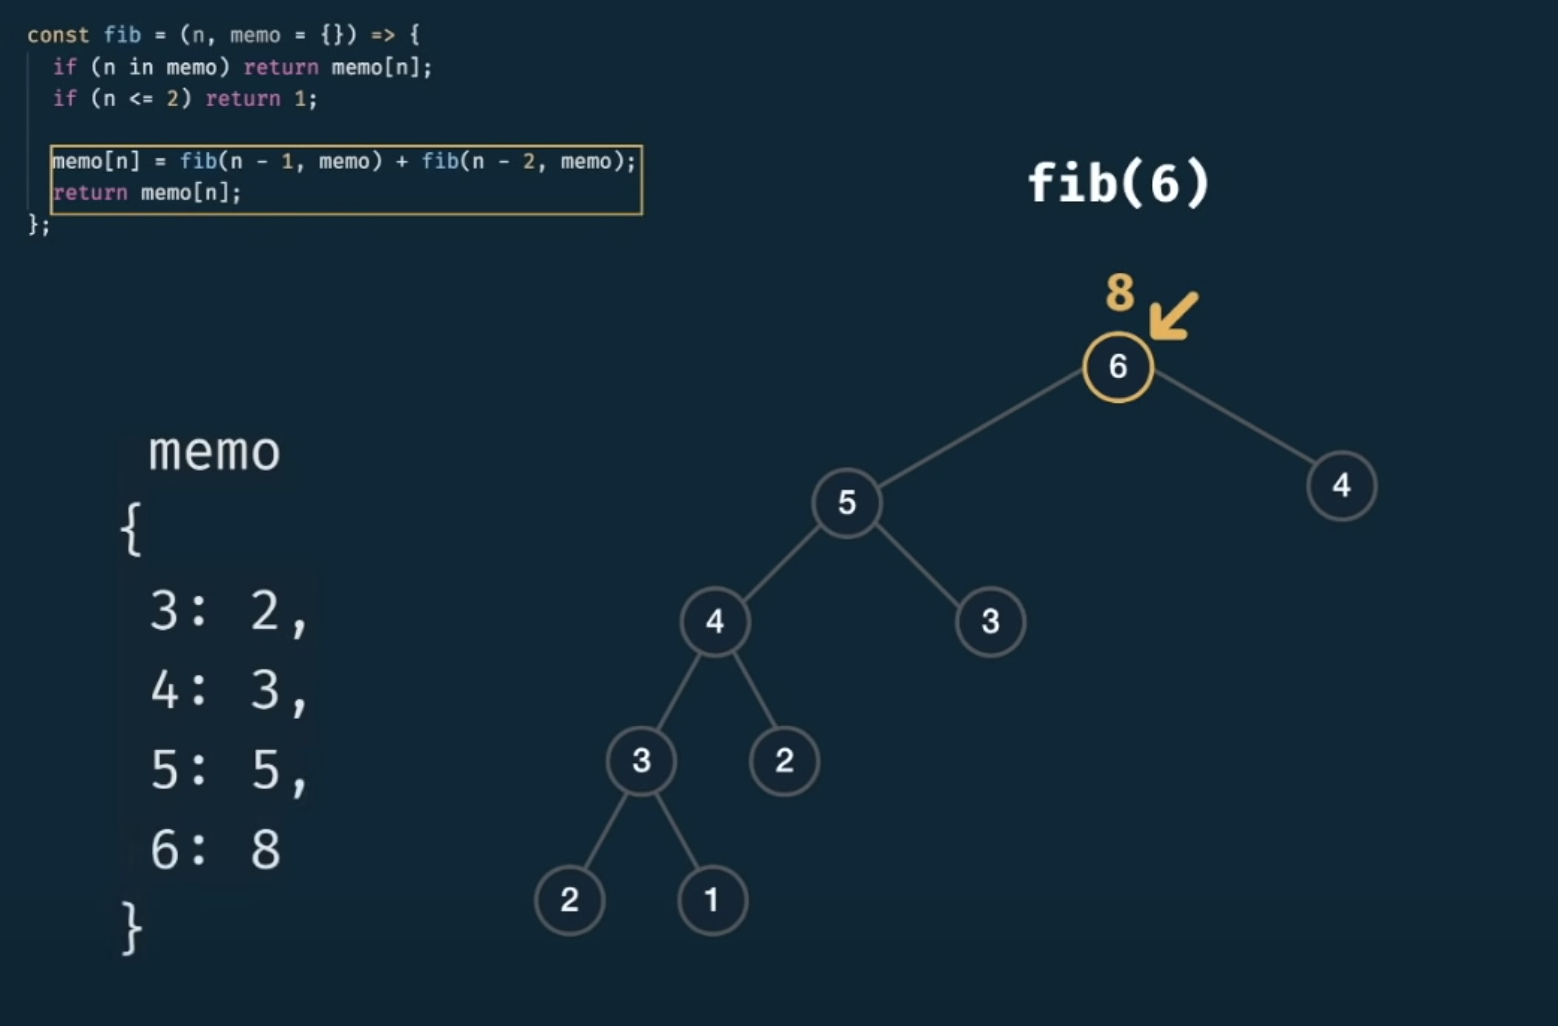 const fib = (n, memo = {}) => {
if (n in memo) return memo[n];
if (n <= 2) return 1;
memo[n] = fib(n - 1, memo) + fib(n - 2, memo);
return memo[n];
};
fib(6)
8
6
5
4
4
3
3
2
2
1
memo
{
3: 2,
4: 3,
5: 5,
6: 8
}